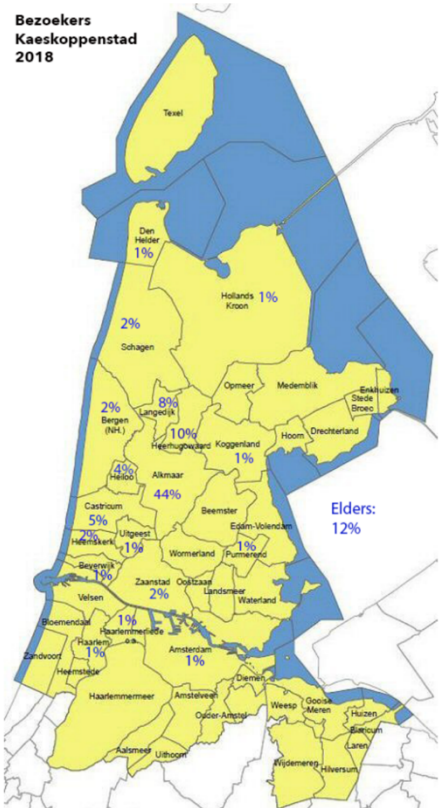 Bezoekers
Kaeskoppenstad
2018
Texel
Den
Helder
1%
Hollands
Kroon
1%
2%
Schagen
2%
Bergen
(NH.)
8%
Langedijk
10%
Heerhugowaard
Opmeer
Medemblik
Enkhuizen
Stede
Broec
Hoorn
Drechterland
Koggenland
1%
4%
Heiloo
Alkmaar
44%
Castricum
5%
2%
Heemskerk
Uitgeest
1%
Beemster
Edam-Volendam
1%
Purmerend
Wormerland
Elders:
12%
Beverwijk
1%
Zaanstad
2%
Oostzaan
Landsmeer
Waterland
Velsen
Bloemendaal
1%
Haarlemmerliede
Haarlem
1%
Zandvoort
Heemstede
Amsterdam
1%
Haarlemmermeer
Amstelveen
Diemen
Ouder-Amstel
Aalsmeer
Uithoorn
Weesp
Gooise
Meren
Huizen
Blaricum
Laren
Wijdemeren
Hilversum